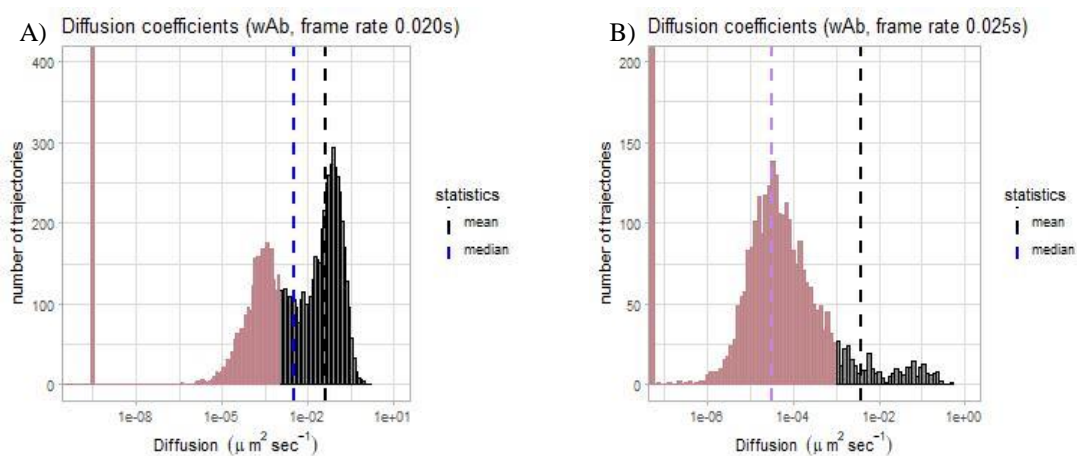 A)
Diffusion coefficients (wAb, frame rate 0.020s)
400
300
200
100
0
number of trajectories
1e-08
1e-05
1e-02
1e+01
Diffusion (μ m² sec⁻¹)
statistics
mean
median
B)
Diffusion coefficients (wAb, frame rate 0.025s)
200
150
100
50
0
number of trajectories
1e-06
1e-04
1e-02
1e+00
Diffusion (μ m² sec⁻¹)
statistics
mean
median